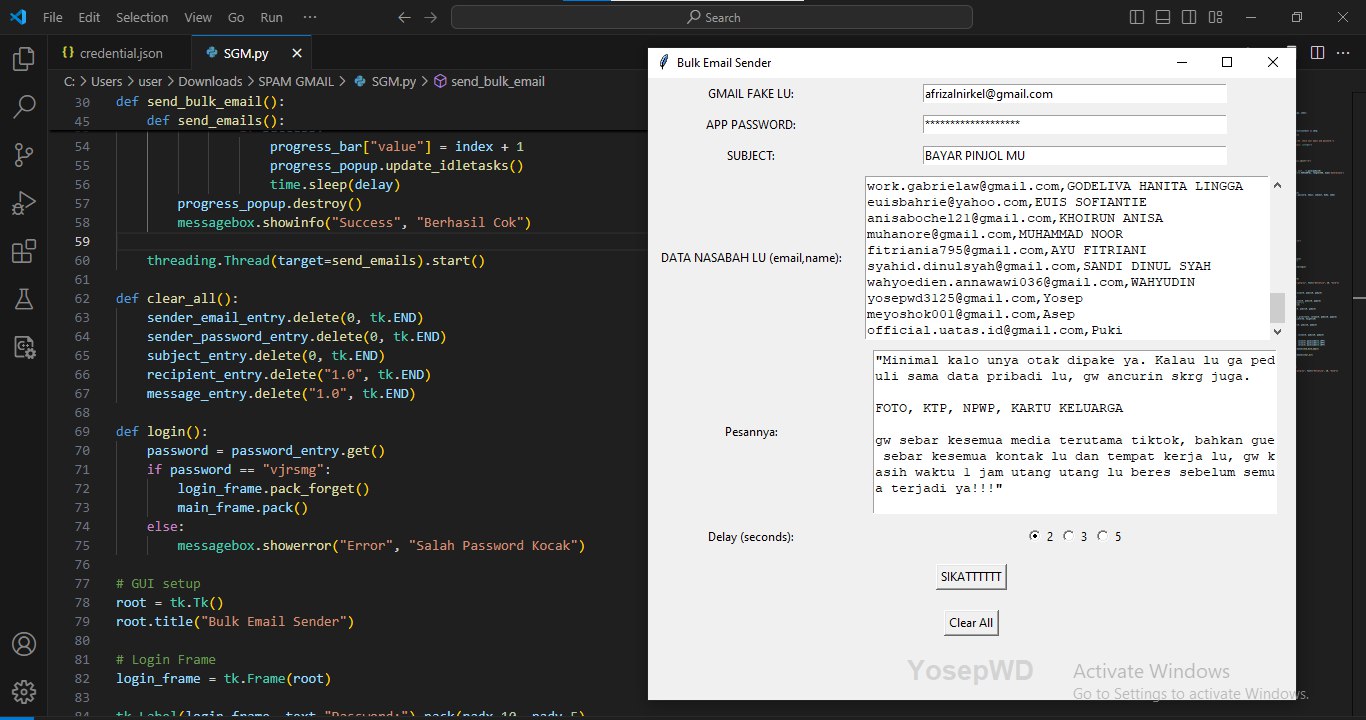 File Edit Selection View Go Run ···
Search
credential.json
SGM.py
C: > Users > user > Downloads > SPAM GMAIL > SGM.py > send_bulk_email
30 def send_bulk_email():
45 def send_emails():
54 progress_bar["value"] = index + 1
55 progress_popup.update_idletasks()
56 time.sleep(delay)
57 progress_popup.destroy()
58 messagebox.showinfo("Success", "Berhasil Cok")
59
60 threading.Thread(target=send_emails).start()
61
62 def clear_all():
63 sender_email_entry.delete(0, tk.END)
64 sender_password_entry.delete(0, tk.END)
65 subject_entry.delete(0, tk.END)
66 recipient_entry.delete("1.0", tk.END)
67 message_entry.delete("1.0", tk.END)
68
69 def login():
70 password = password_entry.get()
71 if password == "vjrsmg":
72 login_frame.pack_forget()
73 main_frame.pack()
74 else:
75 messagebox.showerror("Error", "Salah Password Kocak")
76
77 # GUI setup
78 root = tk.Tk()
79 root.title("Bulk Email Sender")
80
81 # Login Frame
82 login_frame = tk.Frame(root)
83
Bulk Email Sender
GMAIL FAKE LU: afrizalnirkel@gmail.com
APP PASSWORD: *******************
SUBJECT: BAYAR PINJOL MU
DATA NASABAH LU (email,name):
work.gabrielaw@gmail.com,GODELIVA HANITA LINGGA
euisbahrie@yahoo.com,EUIS SOFIANTIE
anisabochel21@gmail.com,KHOIRUN ANISA
muhanore@gmail.com,MUHAMMAD NOOR
fitriania795@gmail.com,AYU FITRIANI
syahid.dinulsyah@gmail.com,SANDI DINUL SYAH
wahyoedien.annawawi036@gmail.com,WAHYUDIN
yosepwd3125@gmail.com,Yosep
meyoshok001@gmail.com,Asep
official.uatas.id@gmail.com,Puki
Pesannya:
"Minimal kalo unya otak dipake ya. Kalau lu ga ped
uli sama data pribadi lu, gw ancurin skrg juga.
FOTO, KTP, NPWP, KARTU KELUARGA
gw sebar kesemua media terutama tiktok, bahkan gue
sebar kesemua kontak lu dan tempat kerja lu, gw k
asih waktu 1 jam utang utang lu beres sebelum semu
a terjadi ya!!!"
Delay (seconds): 2 3 5
SIKATTTTTT
Clear All
YosepWD
Activate Windows
Go to Settings to activate Windows.